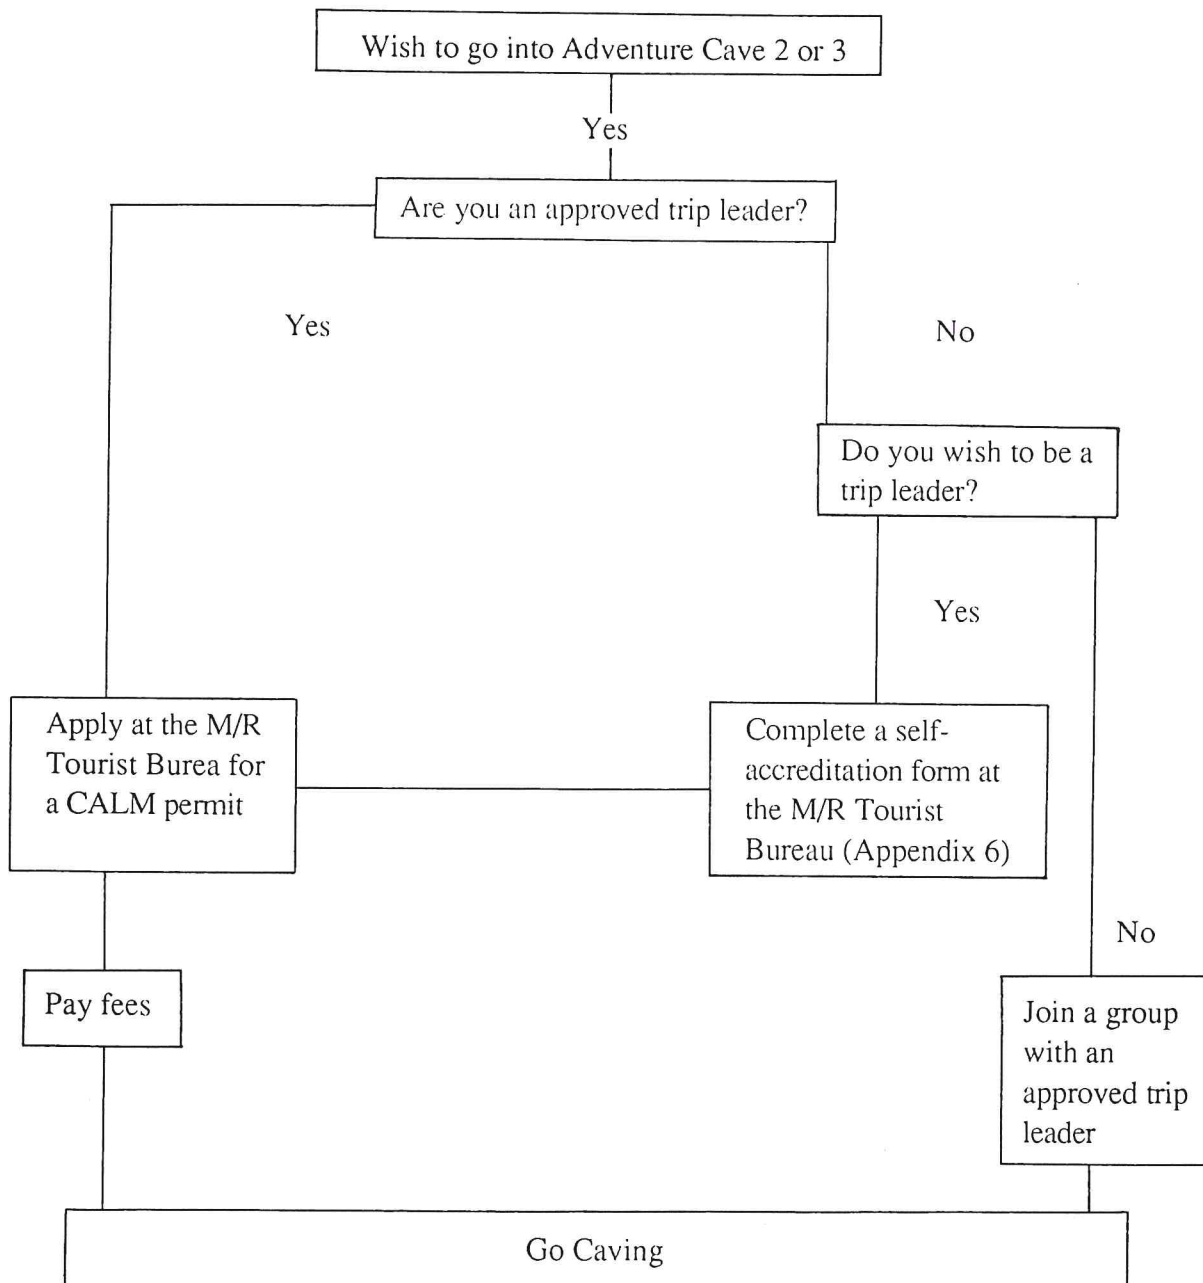 Wish to go into Adventure Cave 2 or 3
Yes
Are you an approved trip leader?
Yes
No
Do you wish to be a
trip leader?
Yes
Apply at the M/R
Tourist Burea for
a CALM permit
Complete a self-
accreditation form at
the M/R Tourist
Bureau (Appendix 6)
No
Pay fees
Join a group
with an
approved trip
leader
Go Caving